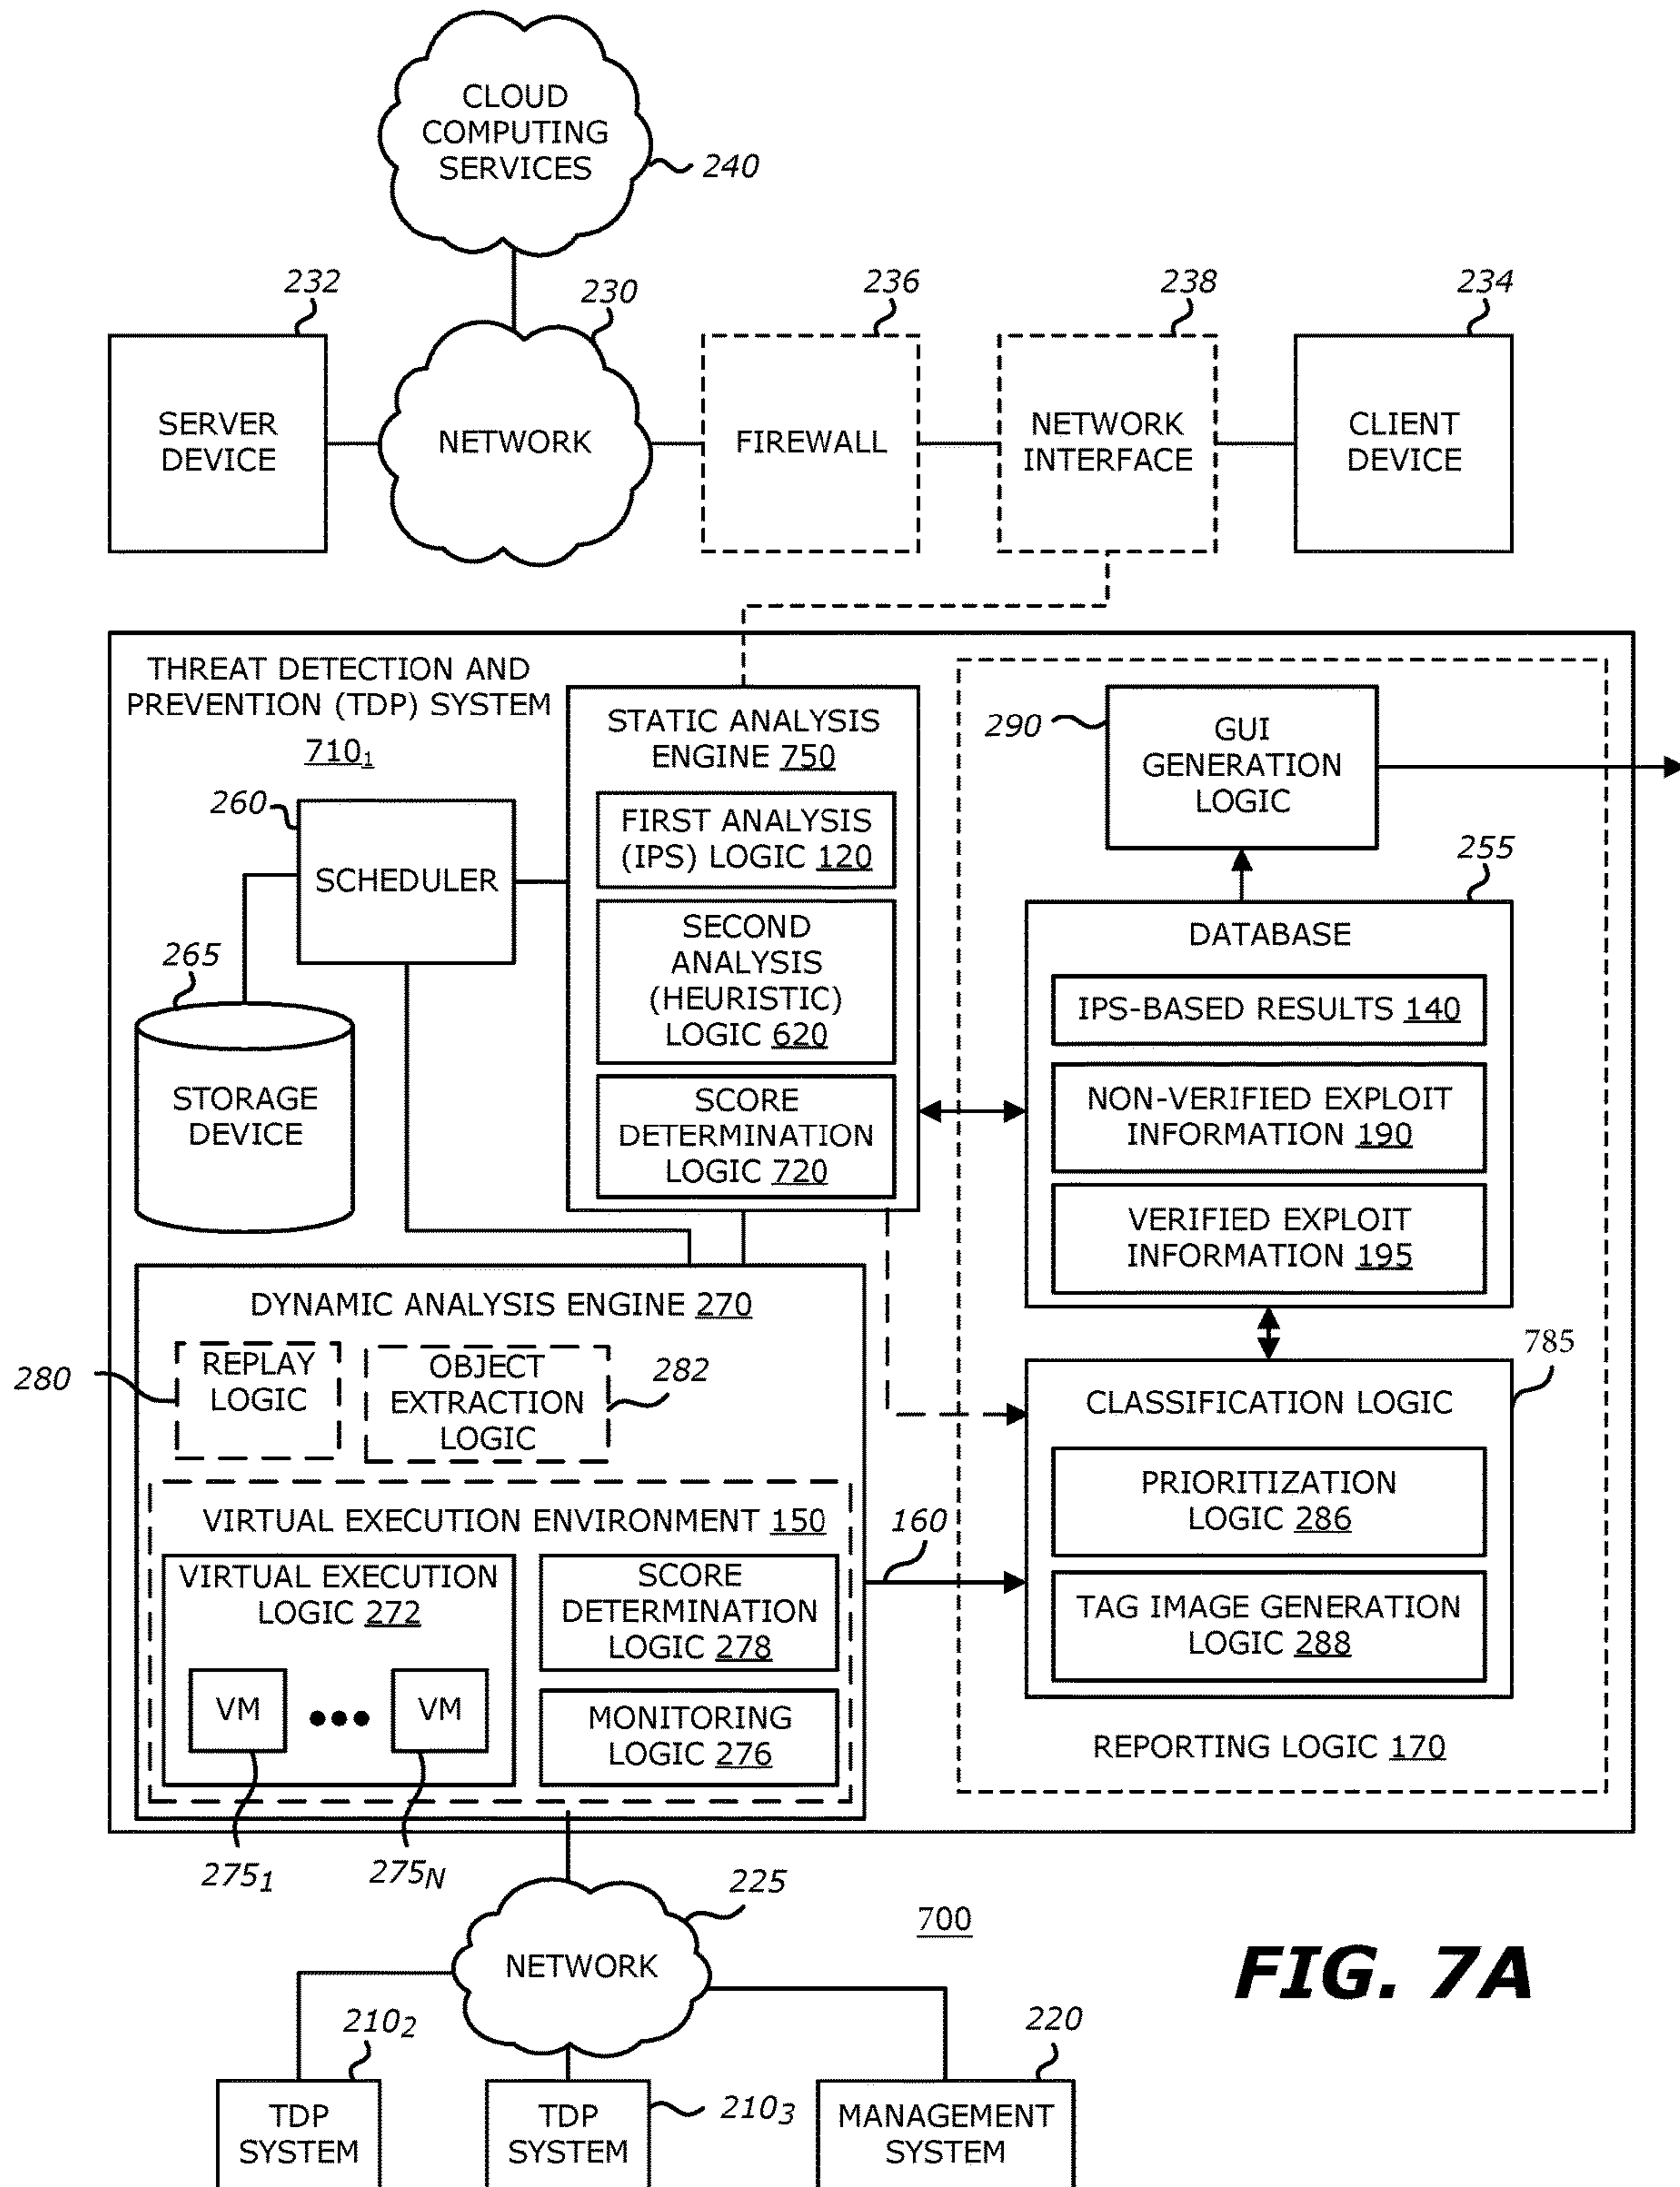 CLOUD
COMPUTING
SERVICES
240
232
230
236
238
234
SERVER
DEVICE
NETWORK
FIREWALL
NETWORK
INTERFACE
CLIENT
DEVICE
THREAT DETECTION AND
PREVENTION (TDP) SYSTEM
710₁
STATIC ANALYSIS
ENGINE 750
FIRST ANALYSIS
(IPS) LOGIC 120
SECOND
ANALYSIS
(HEURISTIC)
LOGIC 620
SCORE
DETERMINATION
LOGIC 720
260
SCHEDULER
265
STORAGE
DEVICE
290
GUI
GENERATION
LOGIC
255
DATABASE
IPS-BASED RESULTS 140
NON-VERIFIED EXPLOIT
INFORMATION 190
VERIFIED EXPLOIT
INFORMATION 195
DYNAMIC ANALYSIS ENGINE 270
280
REPLAY
LOGIC
OBJECT
EXTRACTION
LOGIC
282
VIRTUAL EXECUTION ENVIRONMENT 150
VIRTUAL EXECUTION
LOGIC 272
VM
VM
SCORE
DETERMINATION
LOGIC 278
MONITORING
LOGIC 276
160
785
CLASSIFICATION LOGIC
PRIORITIZATION
LOGIC 286
TAG IMAGE GENERATION
LOGIC 288
REPORTING LOGIC 170
275₁
275N
225
NETWORK
700
FIG. 7A
210₂
TDP
SYSTEM
TDP
SYSTEM
210₃
220
MANAGEMENT
SYSTEM